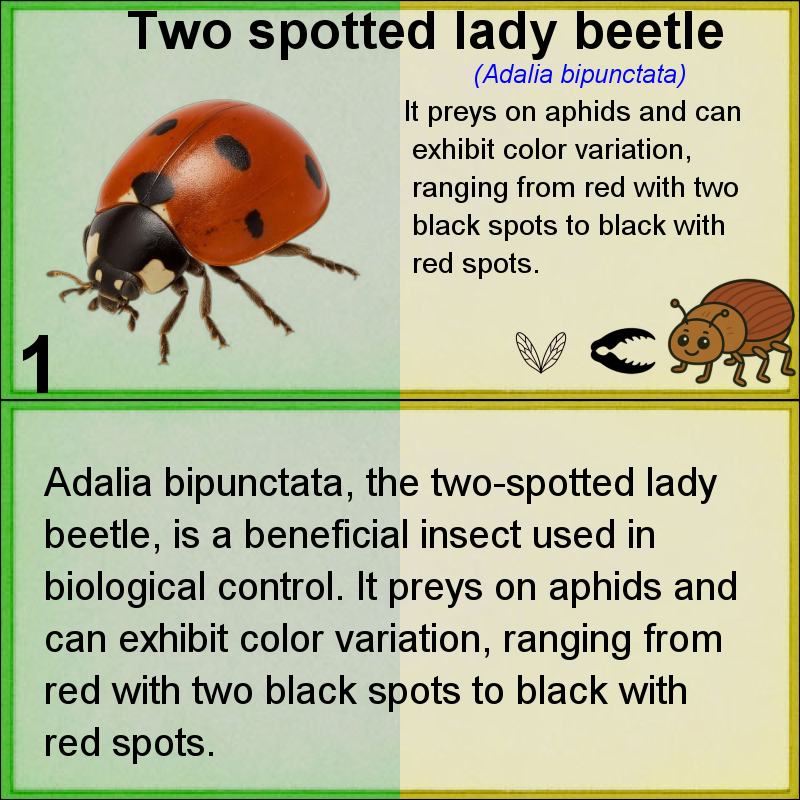 Two spotted lady beetle
(Adalia bipunctata)
It preys on aphids and can
exhibit color variation,
ranging from red with two
black spots to black with
red spots.
1
Adalia bipunctata, the two-spotted lady
beetle, is a beneficial insect used in
biological control. It preys on aphids and
can exhibit color variation, ranging from
red with two black spots to black with
red spots.